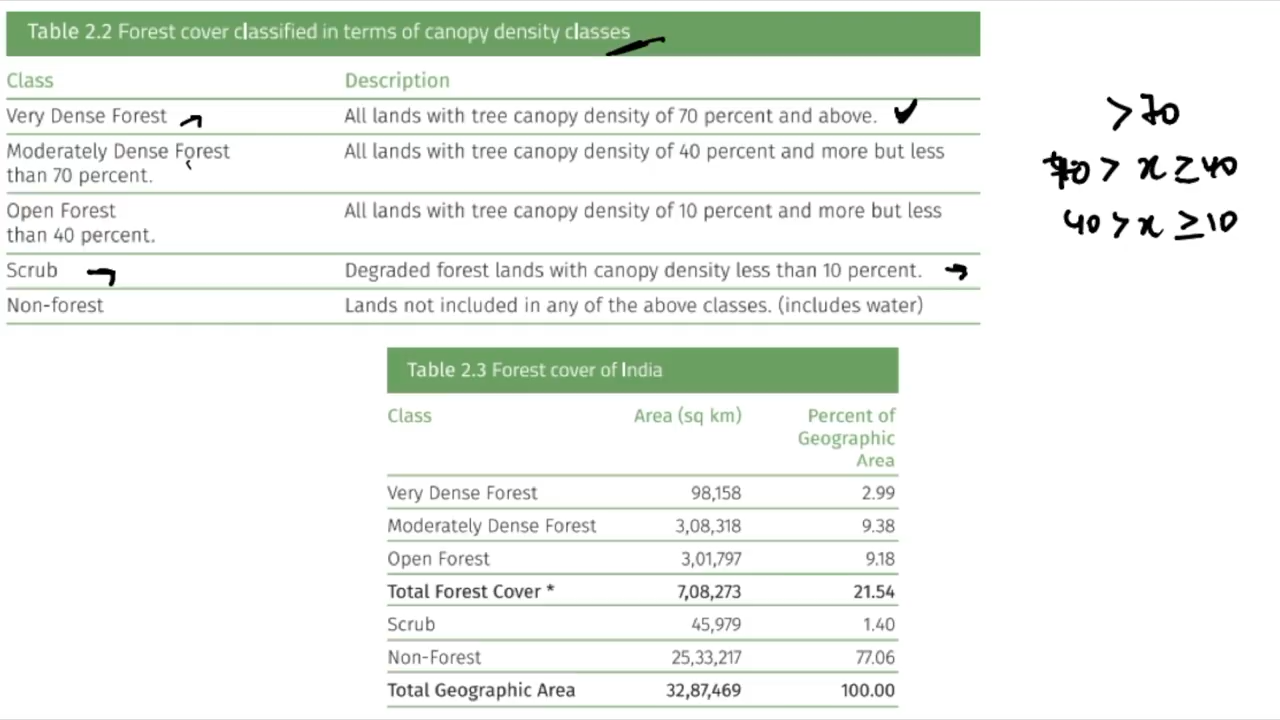 Table 2.2 Forest cover classified in terms of canopy density classes
Class Description
Very Dense Forest All lands with tree canopy density of 70 percent and above.
Moderately Dense Forest All lands with tree canopy density of 40 percent and more but less
than 70 percent.
Open Forest All lands with tree canopy density of 10 percent and more but less
than 40 percent.
Scrub Degraded forest lands with canopy density less than 10 percent.
Non-forest Lands not included in any of the above classes. (includes water)
> 70
70 > x ≥ 40
40 > x ≥ 10
Table 2.3 Forest cover of India
Class Area (sq km) Percent of
Geographic
Area
Very Dense Forest 98,158 2.99
Moderately Dense Forest 3,08,318 9.38
Open Forest 3,01,797 9.18
Total Forest Cover * 7,08,273 21.54
Scrub 45,979 1.40
Non-Forest 25,33,217 77.06
Total Geographic Area 32,87,469 100.00